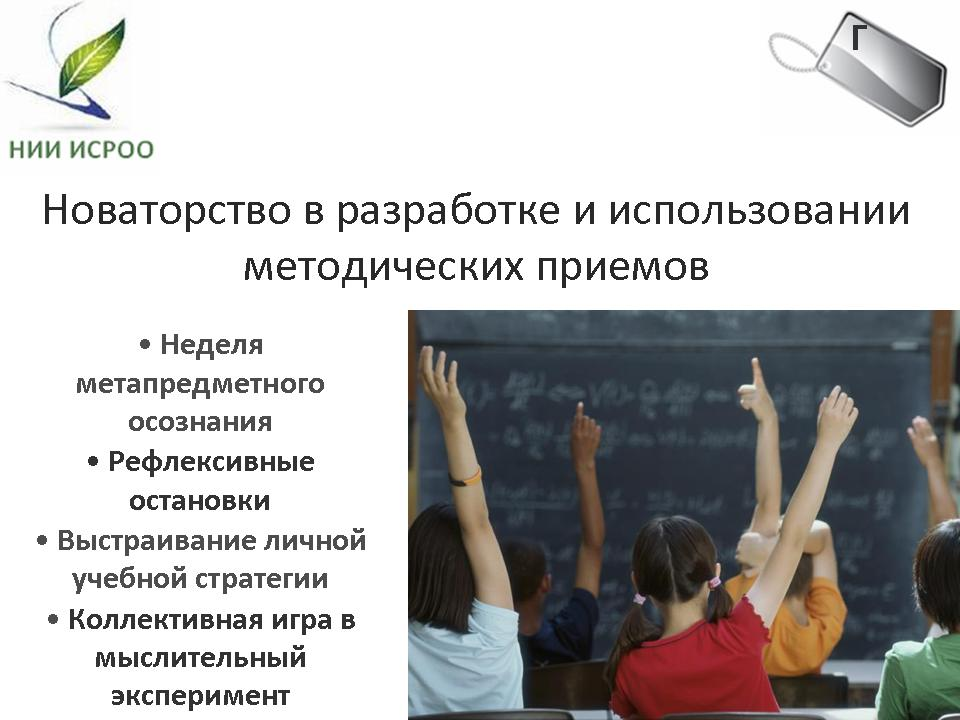 Г
НИИ ИСРОО
Новаторство в разработке и использовании
методических приемов
• Неделя
метапредметного
осознания
• Рефлексивные
остановки
• Выстраивание личной
учебной стратегии
• Коллективная игра в
мыслительный
эксперимент